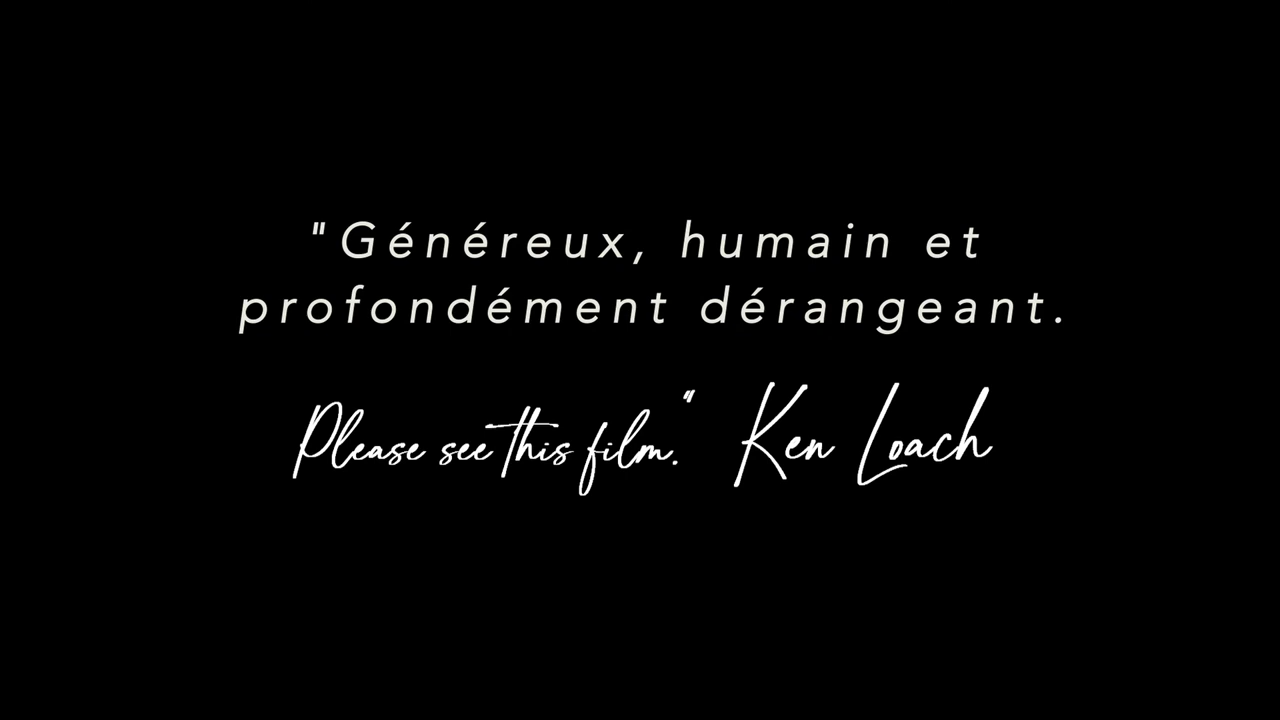 "Généreux, humain et
profondément dérangeant.
Please see this film." Ken Loach